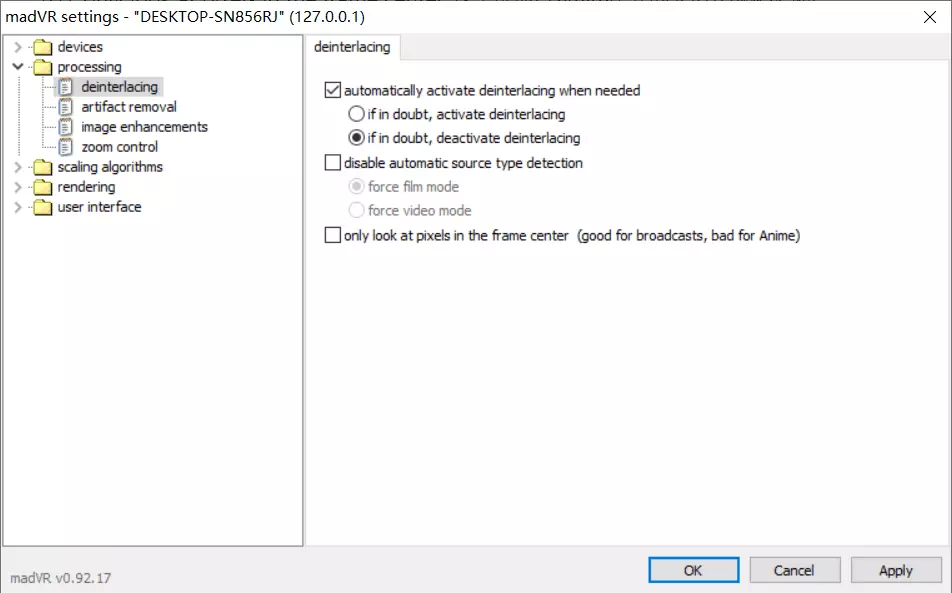 madVR settings - "DESKTOP-SN856RJ" (127.0.0.1)
devices
processing
deinterlacing
artifact removal
image enhancements
zoom control
scaling algorithms
rendering
user interface
deinterlacing
automatically activate deinterlacing when needed
if in doubt, activate deinterlacing
if in doubt, deactivate deinterlacing
disable automatic source type detection
force film mode
force video mode
only look at pixels in the frame center (good for broadcasts, bad for Anime)
madVR v0.92.17
OK
Cancel
Apply